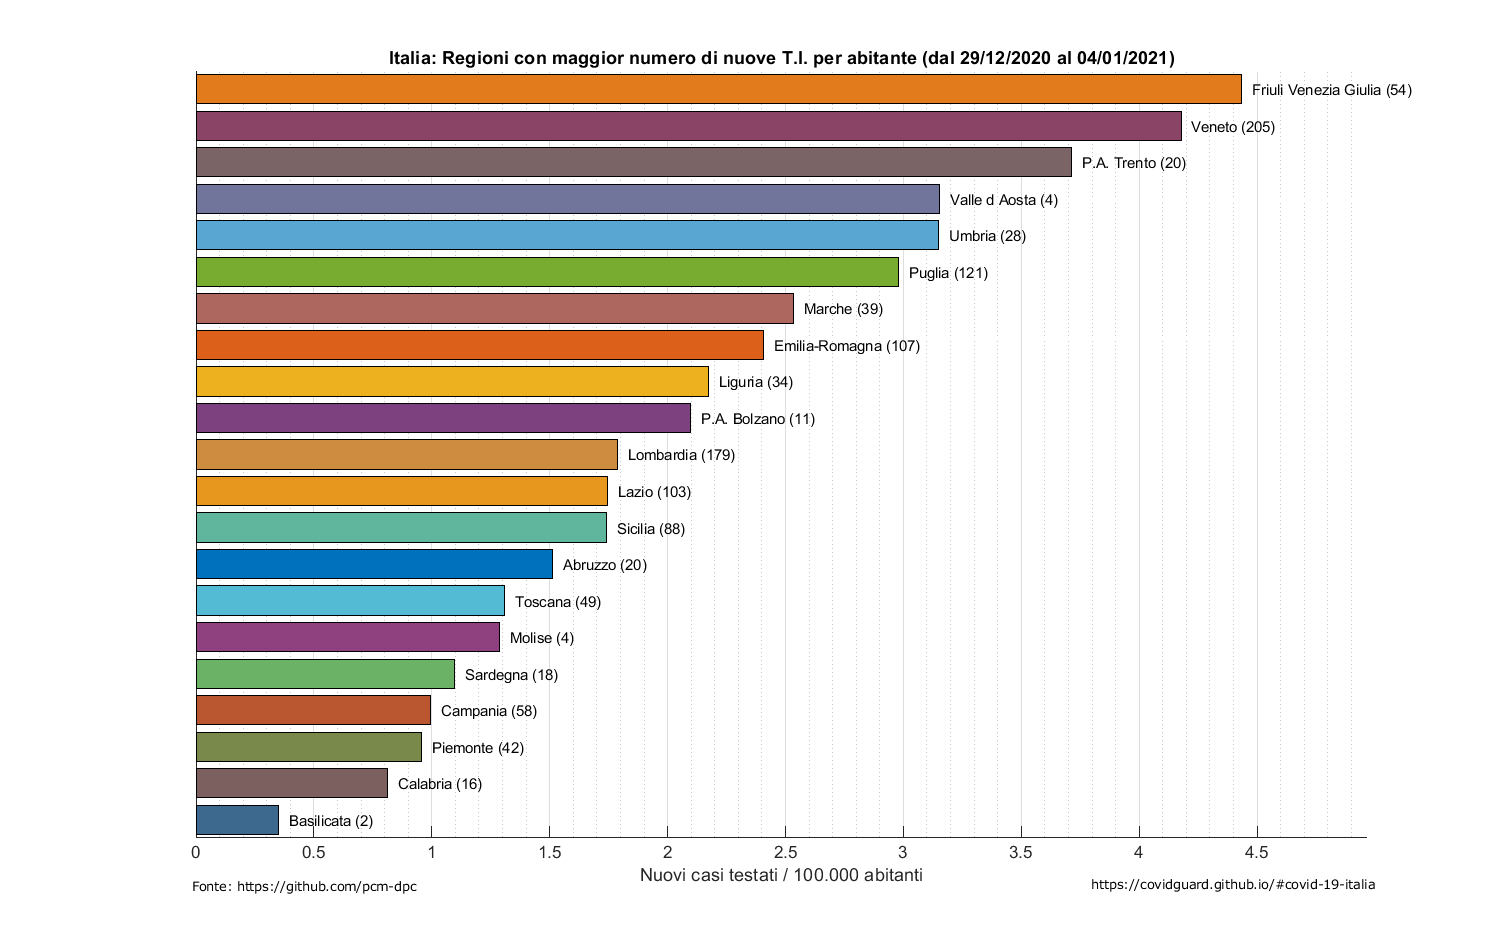 Italia: Regioni con maggior numero di nuove T.I. per abitante (dal 29/12/2020 al 04/01/2021)
Friuli Venezia Giulia (54)
Veneto (205)
P.A. Trento (20)
Valle d Aosta (4)
Umbria (28)
Puglia (121)
Marche (39)
Emilia-Romagna (107)
Liguria (34)
P.A. Bolzano (11)
Lombardia (179)
Lazio (103)
Sicilia (88)
Abruzzo (20)
Toscana (49)
Molise (4)
Sardegna (18)
Campania (58)
Piemonte (42)
Calabria (16)
Basilicata (2)
0 0.5 1 1.5 2 2.5 3 3.5 4 4.5
Nuovi casi testati / 100.000 abitanti
Fonte: https://github.com/pcm-dpc
https://covidguard.github.io/#covid-19-italia